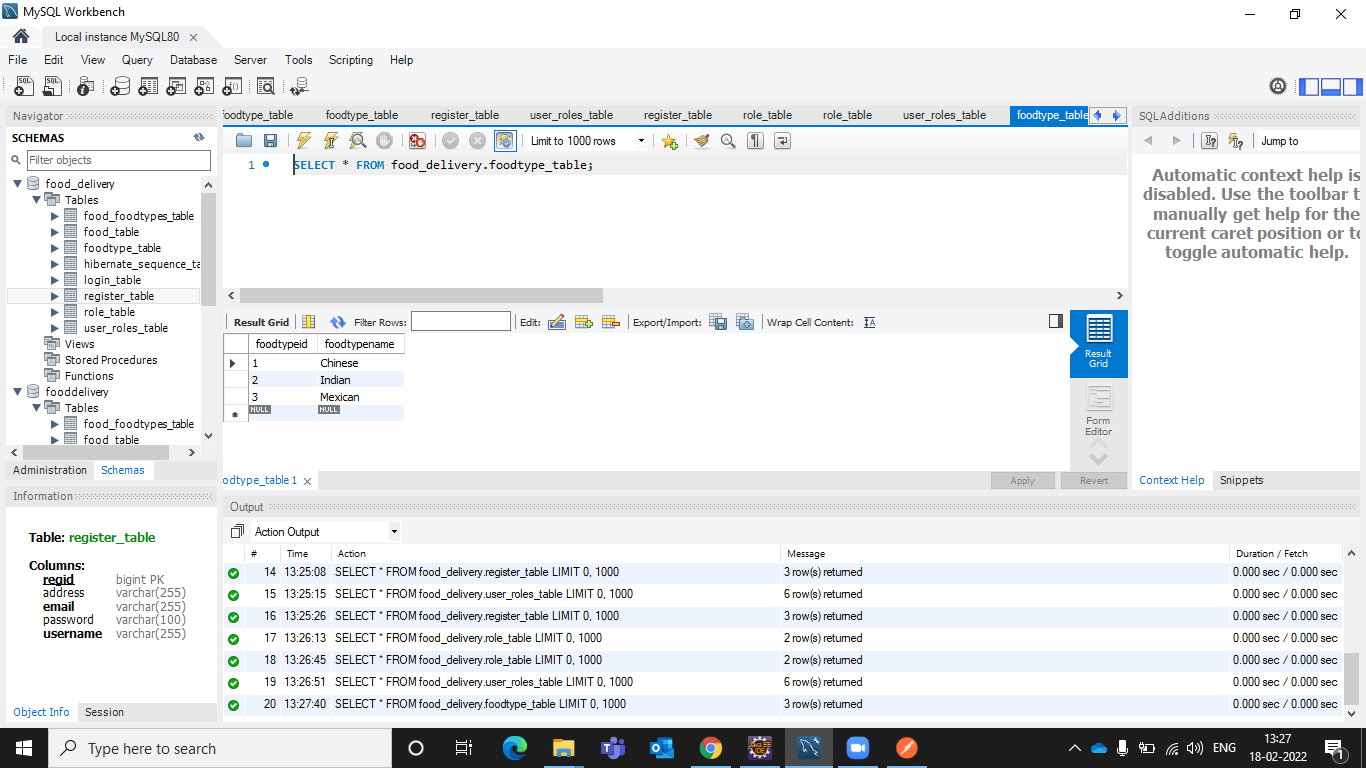 MySQL Workbench
Local instance MySQL80
File Edit View Query Database Server Tools Scripting Help
Navigator
SCHEMAS
Filter objects
food_delivery
Tables
food_foodtypes_table
food_table
foodtype_table
hibernate_sequence_ta
login_table
register_table
role_table
user_roles_table
Views
Stored Procedures
Functions
fooddelivery
Tables
food_foodtypes_table
food_table
Administration Schemas
Information
Table: register_table
Columns:
regid bigint PK
address varchar(255)
email varchar(255)
password varchar(100)
username varchar(255)
Object Info Session
foodtype_table foodtype_table register_table user_roles_table register_table role_table role_table user_roles_table foodtype_table
Limit to 1000 rows
1 SELECT * FROM food_delivery.foodtype_table;
Result Grid Filter Rows: Edit: Export/Import: Wrap Cell Content:
foodtypeid foodtypename
1 Chinese
2 Indian
3 Mexican
NULL NULL
Result
Grid
Form
Editor
odtype_table 1
Apply Revert
SQLAdditions
Jump to
Automatic context help is
disabled. Use the toolbar t
manually get help for the
current caret position or to
toggle automatic help.
Context Help Snippets
Output
Action Output
# Time Action Message Duration / Fetch
14 13:25:08 SELECT * FROM food_delivery.register_table LIMIT 0, 1000 3 row(s) returned 0.000 sec / 0.000 sec
15 13:25:15 SELECT * FROM food_delivery.user_roles_table LIMIT 0, 1000 6 row(s) returned 0.000 sec / 0.000 sec
16 13:25:26 SELECT * FROM food_delivery.register_table LIMIT 0, 1000 3 row(s) returned 0.000 sec / 0.000 sec
17 13:26:13 SELECT * FROM food_delivery.role_table LIMIT 0, 1000 2 row(s) returned 0.000 sec / 0.000 sec
18 13:26:45 SELECT * FROM food_delivery.role_table LIMIT 0, 1000 2 row(s) returned 0.000 sec / 0.000 sec
19 13:26:51 SELECT * FROM food_delivery.user_roles_table LIMIT 0, 1000 6 row(s) returned 0.000 sec / 0.000 sec
20 13:27:40 SELECT * FROM food_delivery.foodtype_table LIMIT 0, 1000 3 row(s) returned 0.000 sec / 0.000 sec
Type here to search
ENG
13:27
18-02-2022
1